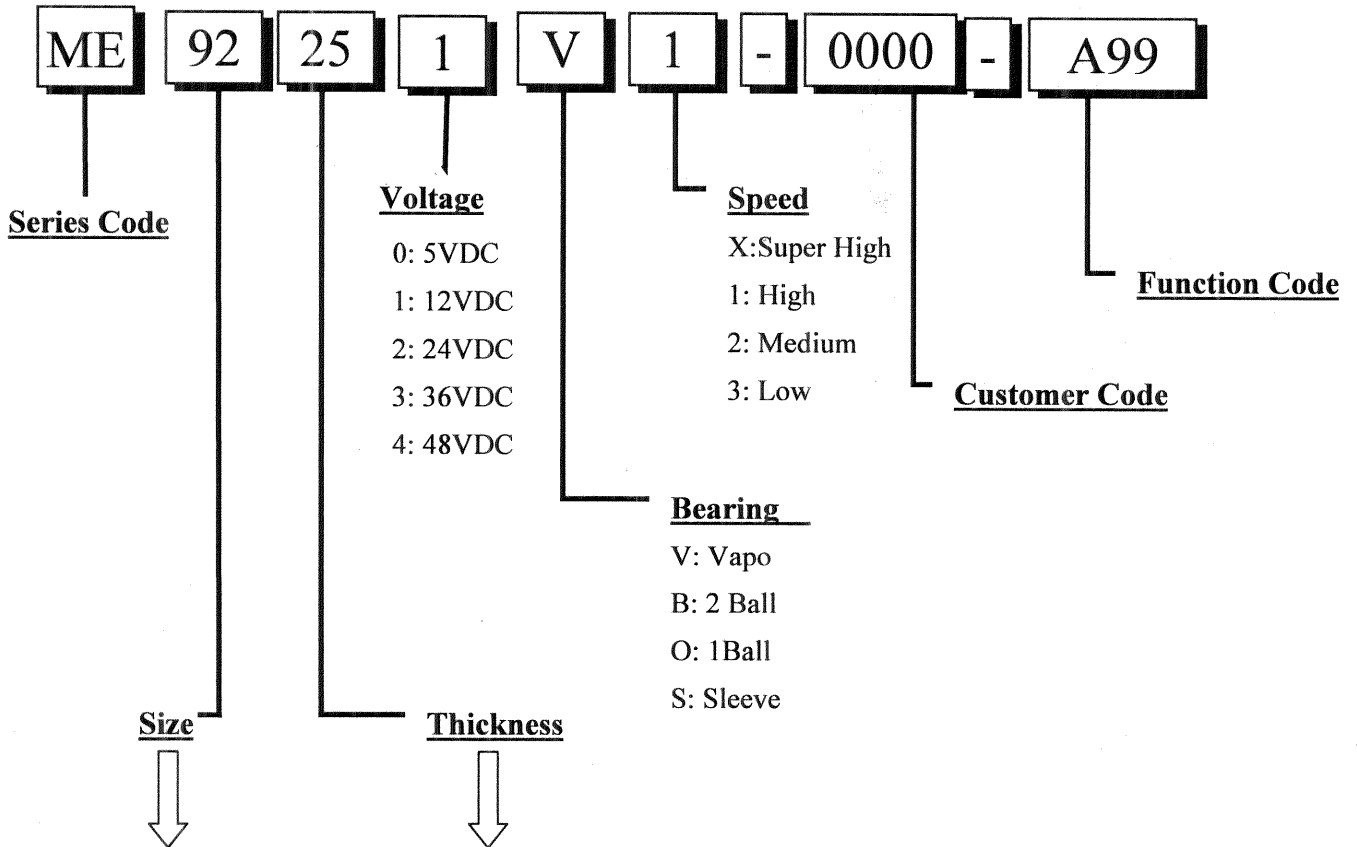 ME 92 25 1 V 1 - 0000 - A99
Series Code
Voltage
0: 5VDC
1: 12VDC
2: 24VDC
3: 36VDC
4: 48VDC
Speed
X:Super High
1: High
2: Medium
3: Low
Function Code
Customer Code
Bearing
V: Vapo
B: 2 Ball
O: 1Ball
S: Sleeve
Size
Thickness